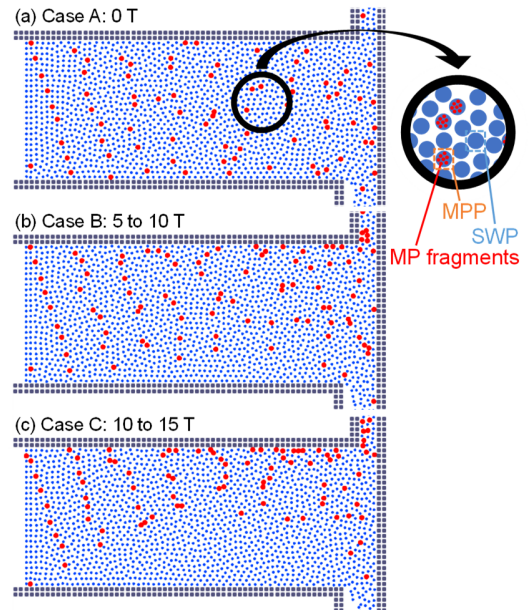 (a) Case A: 0 T
MPP
SWP
MP fragments
(b) Case B: 5 to 10 T
(c) Case C: 10 to 15 T